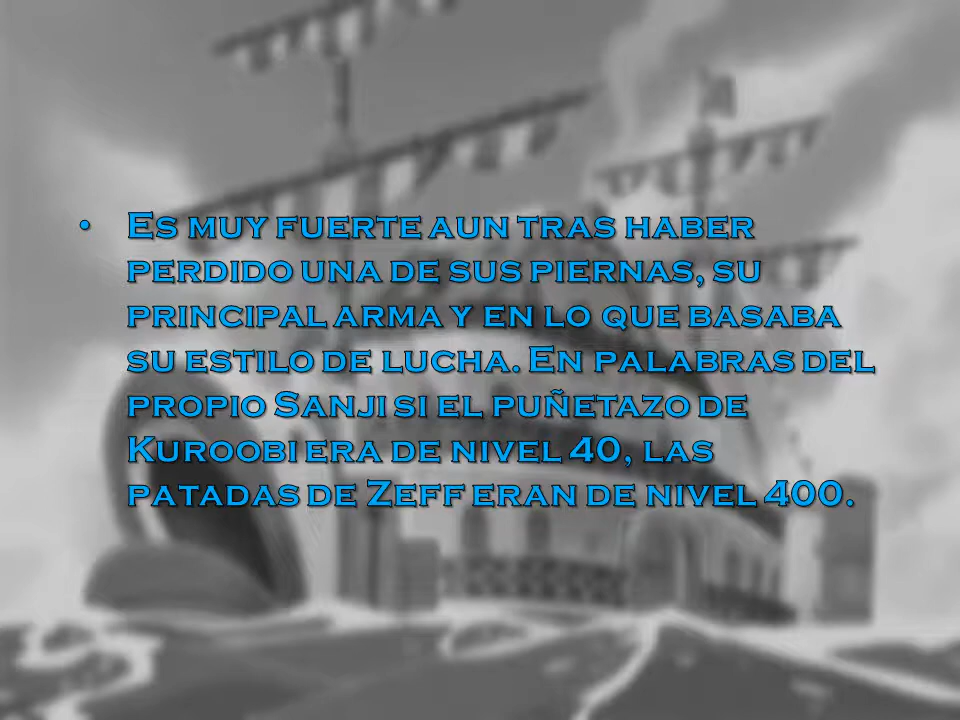 • Es muy fuerte aun tras haber
perdido una de sus piernas, su
principal arma y en lo que basaba
su estilo de lucha. En palabras del
propio Sanji si el puñetazo de
Kuroobi era de nivel 40, las
patadas de Zeff eran de nivel 400.